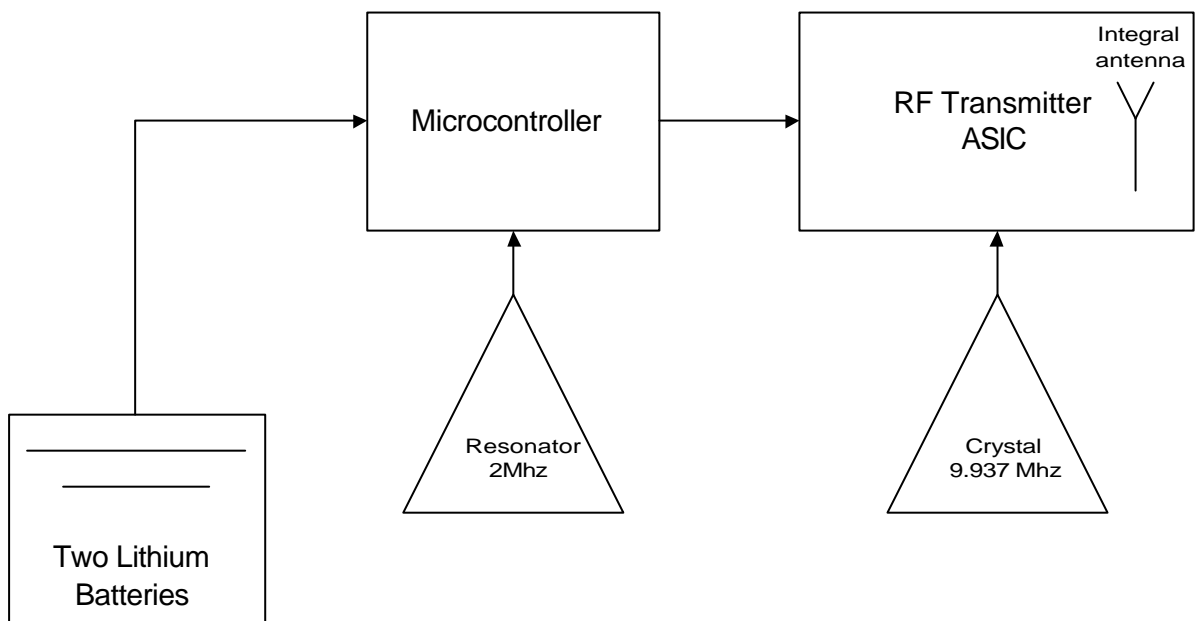 Integral
antenna
Microcontroller
RF Transmitter
ASIC
Resonator
2Mhz
Crystal
9.937 Mhz
Two Lithium
Batteries